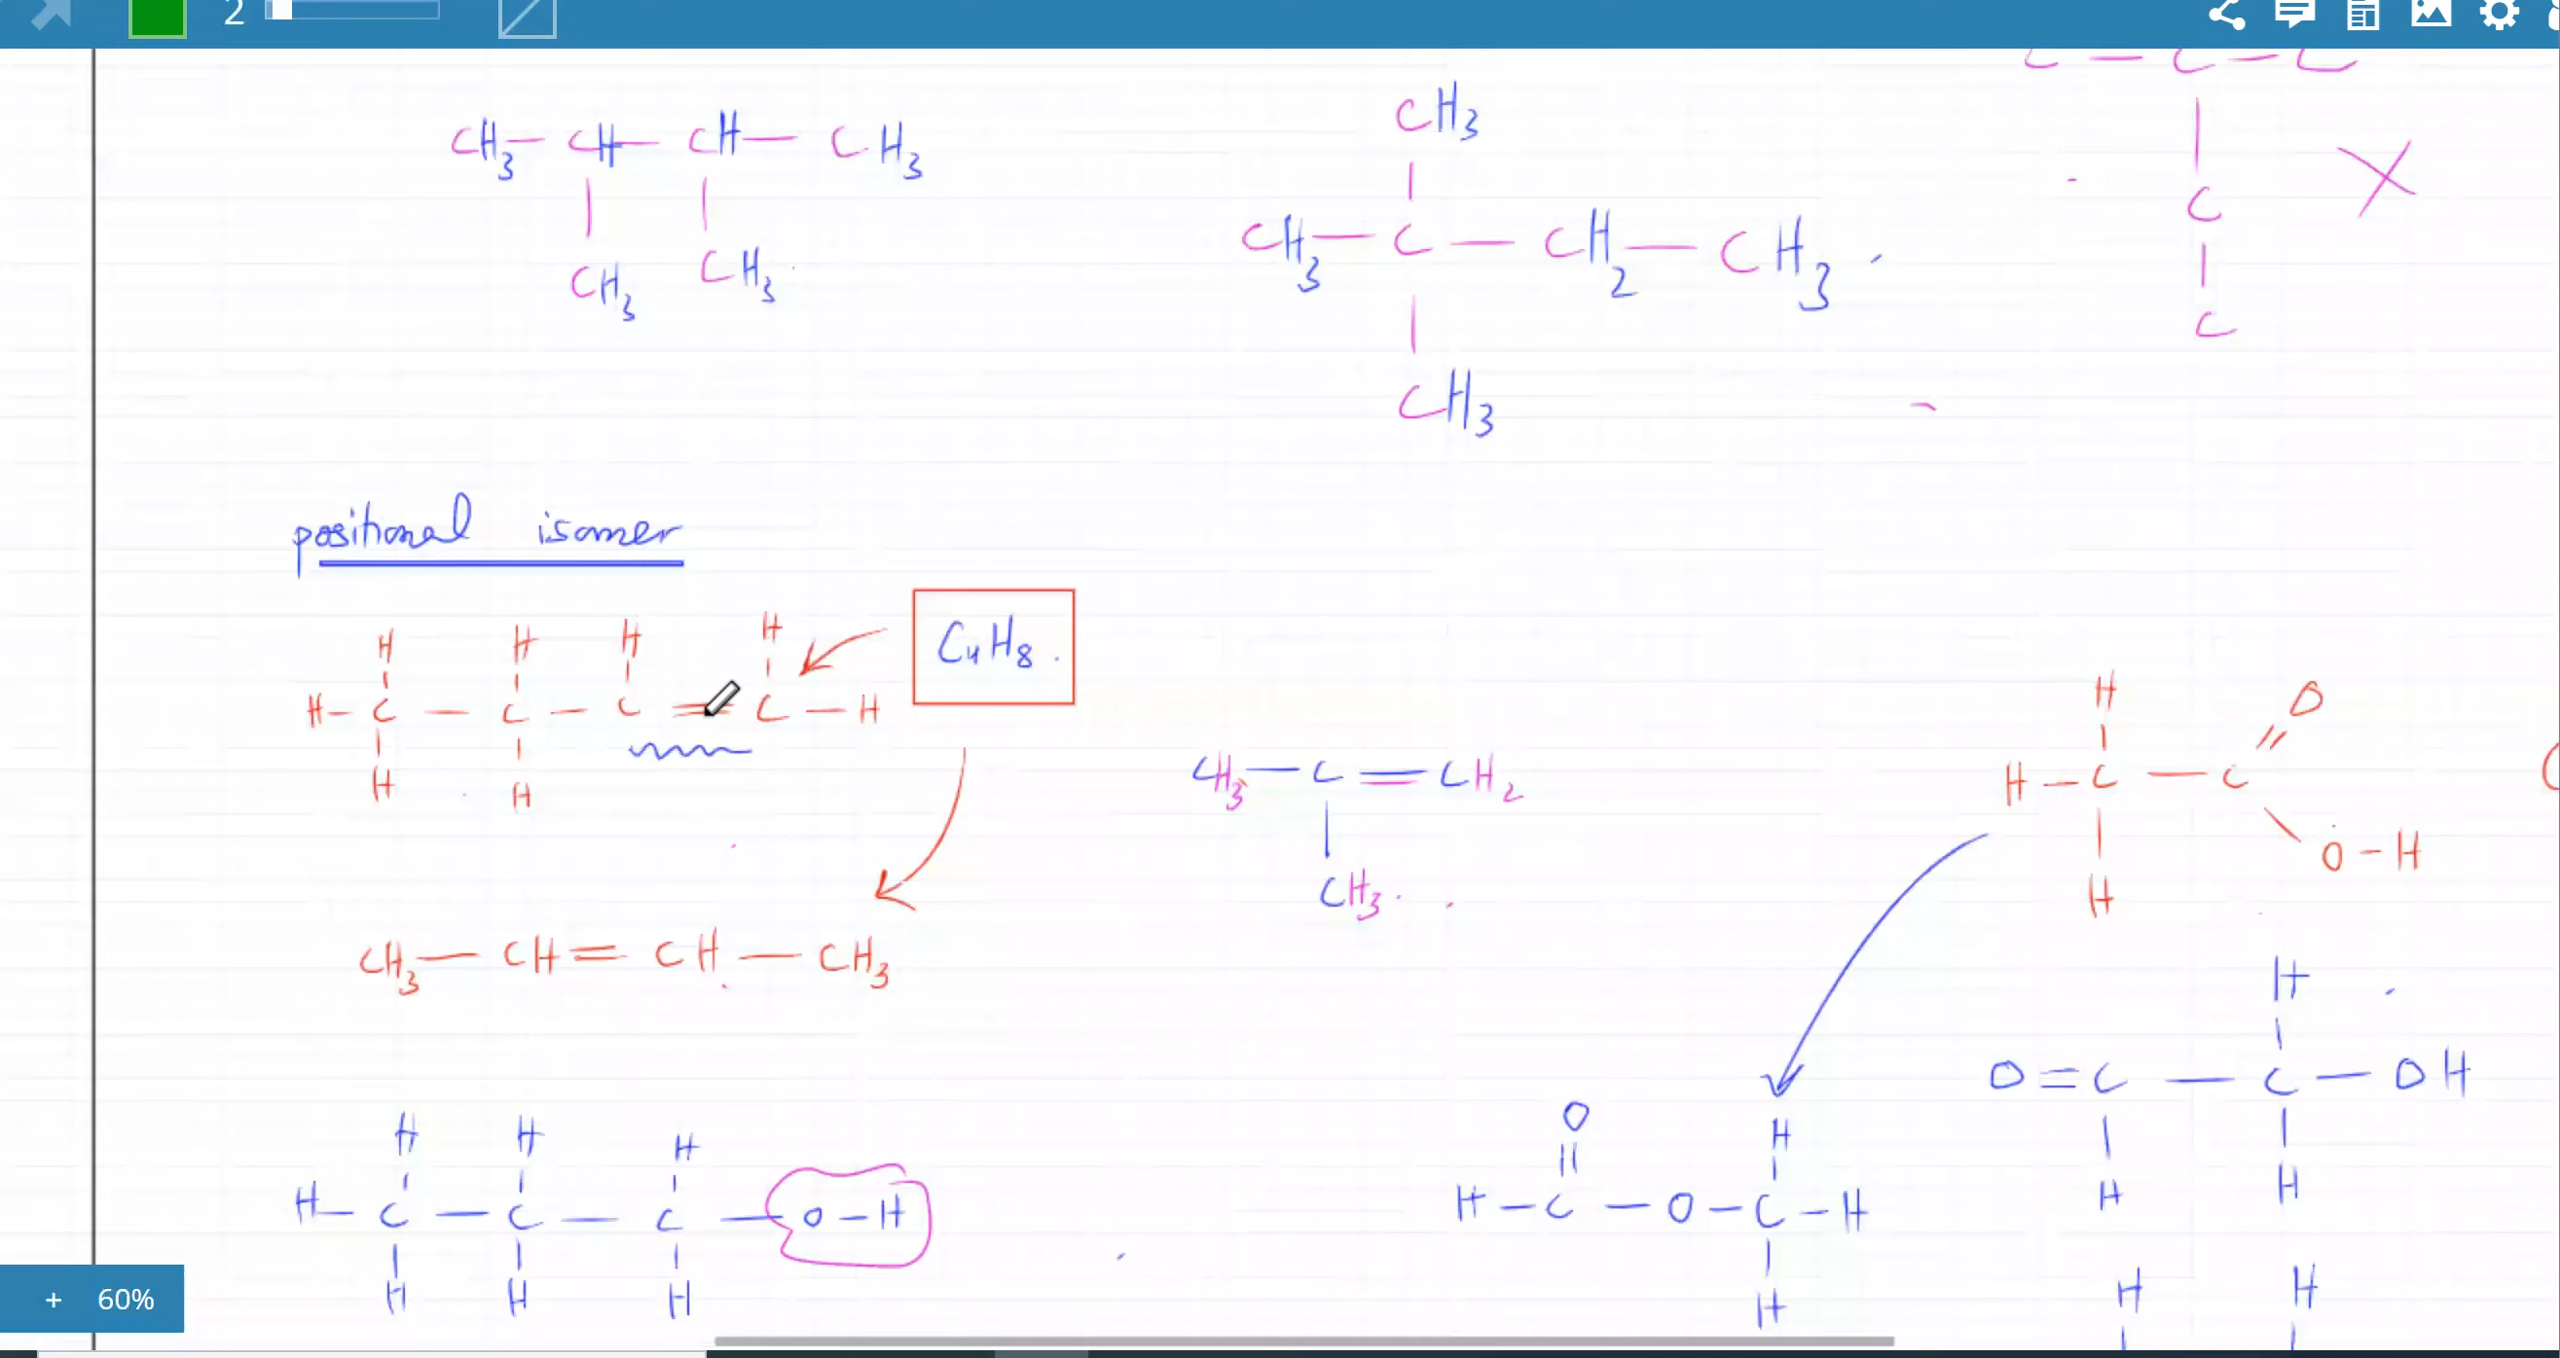 2
C — C — C
CH3
CH3 — CH — CH — CH3
C
CH3 — C — CH2 — CH3
CH3 CH3
C
CH3
positional isomer
H H H H
C4H8
H — C — C — C = C — H
H H
H O
CH3 — C = CH2
H — C — C
CH3
O — H
H
CH3 — CH = CH — CH3
H
O = C — C — OH
H H H
O H
H H
H — C — C — C — O — H
H — C — O — C — H
H H H
H
H H
+ 60%